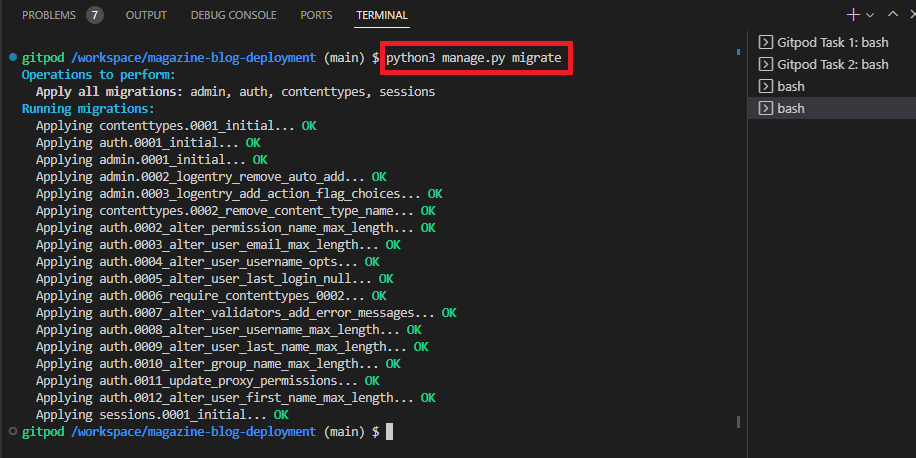 PROBLEMS 7 OUTPUT DEBUG CONSOLE PORTS TERMINAL
gitpod /workspace/magazine-blog-deployment (main) $ python3 manage.py migrate
Operations to perform:
Apply all migrations: admin, auth, contenttypes, sessions
Running migrations:
Applying contenttypes.0001_initial... OK
Applying auth.0001_initial... OK
Applying admin.0001_initial... OK
Applying admin.0002_logentry_remove_auto_add... OK
Applying admin.0003_logentry_add_action_flag_choices... OK
Applying contenttypes.0002_remove_content_type_name... OK
Applying auth.0002_alter_permission_name_max_length... OK
Applying auth.0003_alter_user_email_max_length... OK
Applying auth.0004_alter_user_username_opts... OK
Applying auth.0005_alter_user_last_login_null... OK
Applying auth.0006_require_contenttypes_0002... OK
Applying auth.0007_alter_validators_add_error_messages... OK
Applying auth.0008_alter_user_username_max_length... OK
Applying auth.0009_alter_user_last_name_max_length... OK
Applying auth.0010_alter_group_name_max_length... OK
Applying auth.0011_update_proxy_permissions... OK
Applying auth.0012_alter_user_first_name_max_length... OK
Applying sessions.0001_initial... OK
gitpod /workspace/magazine-blog-deployment (main) $
Gitpod Task 1: bash
Gitpod Task 2: bash
bash
bash